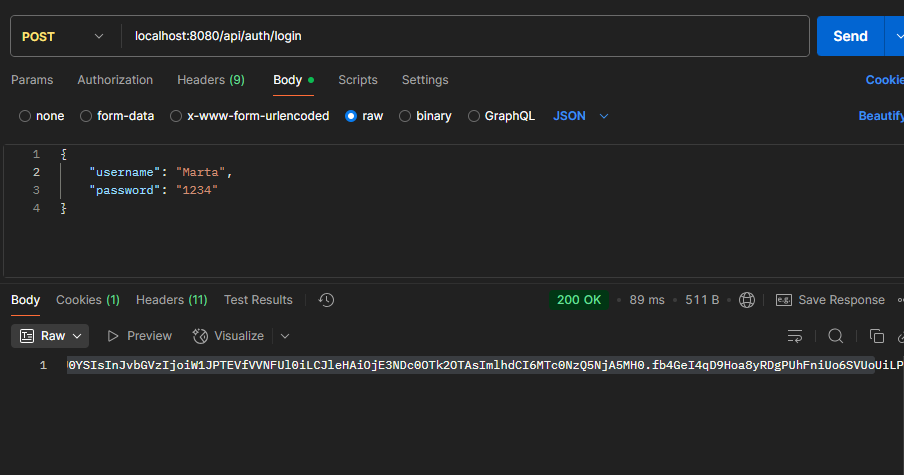 POST localhost:8080/api/auth/login Send
Params Authorization Headers (9) Body Scripts Settings Cookie
none form-data x-www-form-urlencoded raw binary GraphQL JSON Beautify
1 {
2 "username": "Marta",
3 "password": "1234"
4 }
Body Cookies (1) Headers (11) Test Results 200 OK • 89 ms • 511 B e.g. Save Response
Raw Preview Visualize
1 0YSIsInJvbGVzIjoiW1JPTEVfVVNFUl0iLCJleHAiOjE3NDc0OTk2OTAsImlhdCI6MTc0NzQ5NjA5MH0.fb4GeI4qD9Hoa8yRDgPUhFniUo6SVUoUiLP